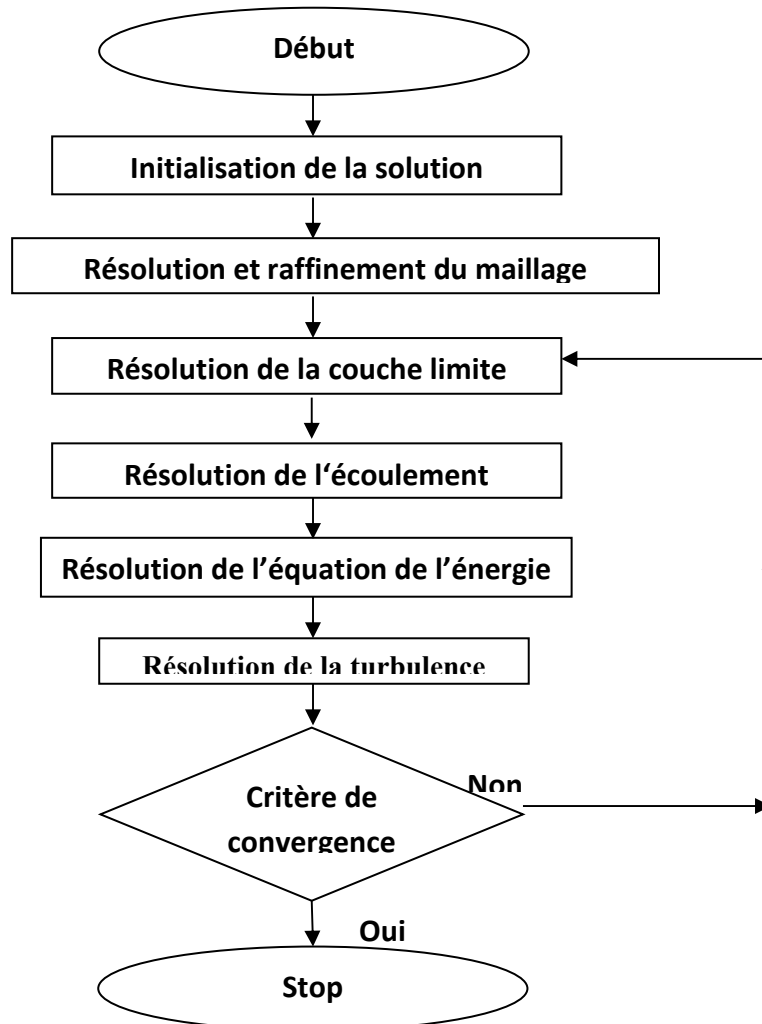 Début
Initialisation de la solution
Résolution et raffinement du maillage
Résolution de la couche limite
Résolution de l‘écoulement
Résolution de l’équation de l’énergie
Résolution de la turbulence
Non
Critère de
convergence
Oui
Stop